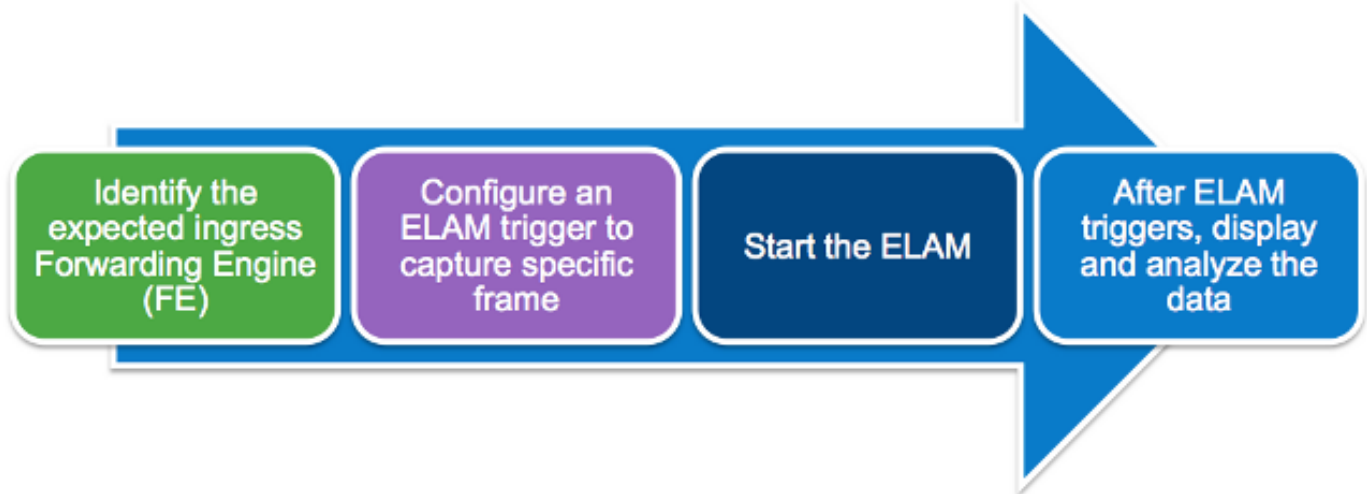 Identify the
expected ingress
Forwarding Engine
(FE)
Configure an
ELAM trigger to
capture specific
frame
Start the ELAM
After ELAM
triggers, display
and analyze the
data